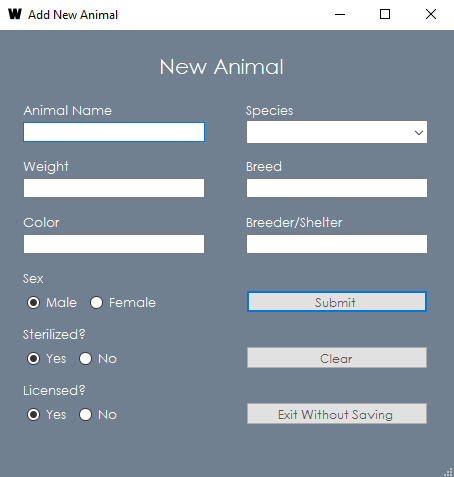 W Add New Animal
New Animal
Animal Name
Species
Weight
Breed
Color
Breeder/Shelter
Sex
Male Female
Submit
Sterilized?
Yes No
Clear
Licensed?
Yes No
Exit Without Saving